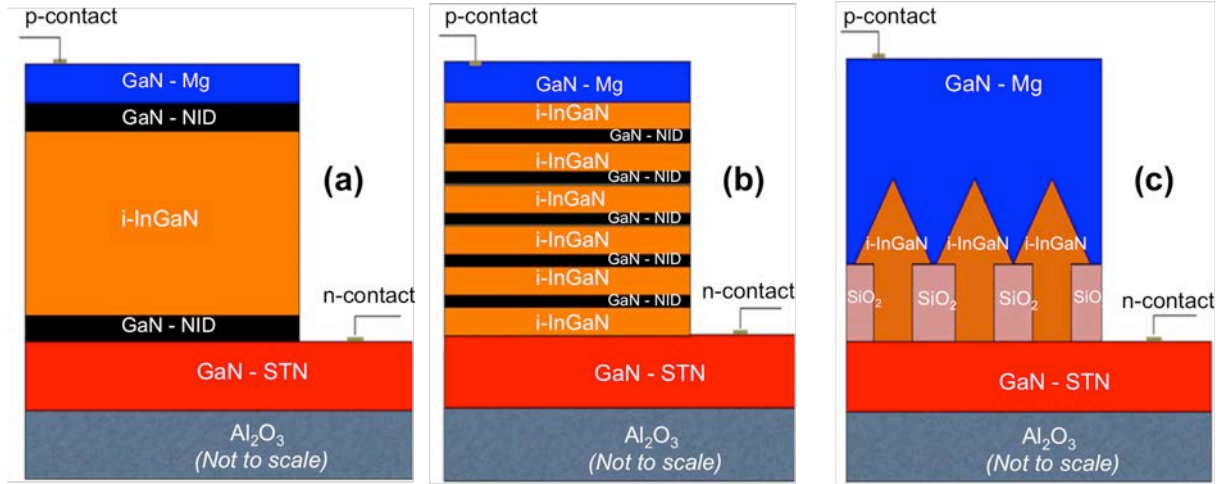 p-contact
GaN - Mg
GaN - NID
i-InGaN
(a)
GaN - NID
n-contact
GaN - STN
Al₂O₃
(Not to scale)
p-contact
GaN - Mg
i-InGaN
GaN - NID
i-InGaN
GaN - NID
i-InGaN
(b)
GaN - NID
i-InGaN
GaN - NID
i-InGaN
GaN - NID
i-InGaN
n-contact
GaN - STN
Al₂O₃
(Not to scale)
p-contact
GaN - Mg
(c)
i-InGaN i-InGaN i-InGaN
SiO₂ SiO₂ SiO₂ SiO
n-contact
GaN - STN
Al₂O₃
(Not to scale)